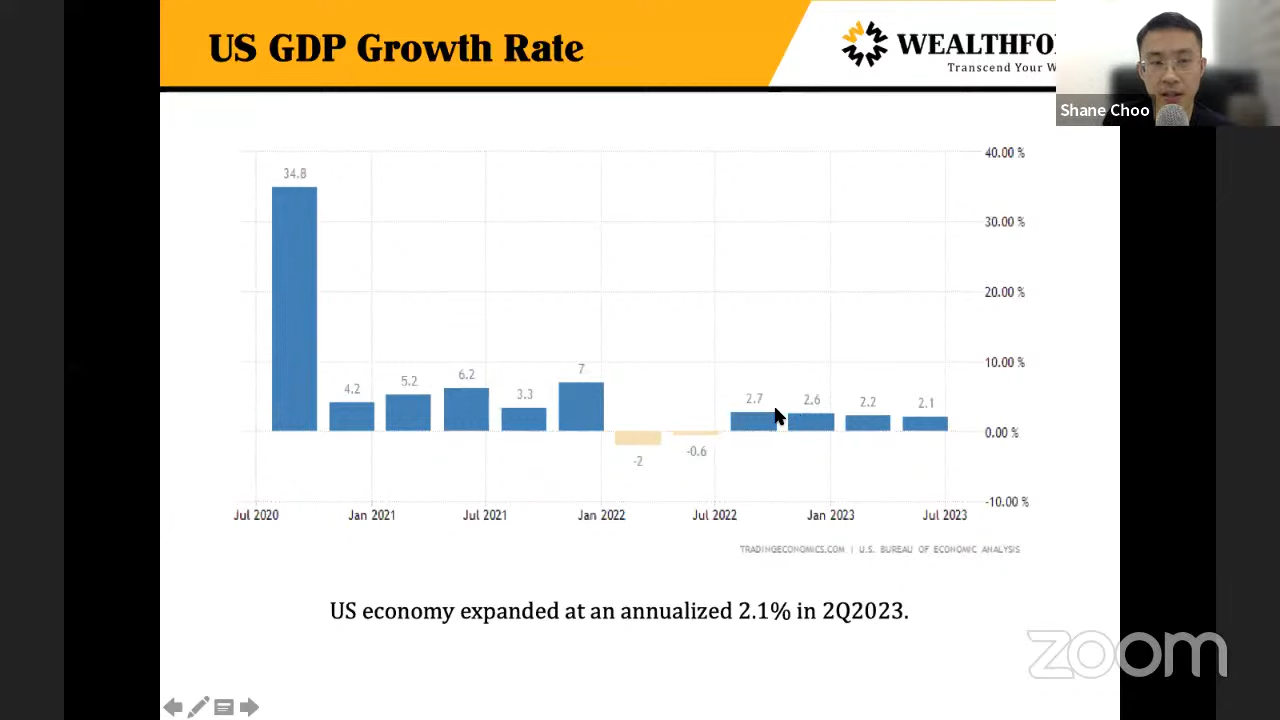 US GDP Growth Rate
WEALTHFO
Transcend Your W
Shane Choo
40.00 %
34.8
30.00 %
20.00 %
10.00 %
4.2
5.2
6.2
3.3
7
2.7
2.6
2.2
2.1
0.00 %
-2
-0.6
-10.00 %
Jul 2020 Jan 2021 Jul 2021 Jan 2022 Jul 2022 Jan 2023 Jul 2023
TRADINGECONOMICS.COM | U.S. BUREAU OF ECONOMIC ANALYSIS
US economy expanded at an annualized 2.1% in 2Q2023.
zoom